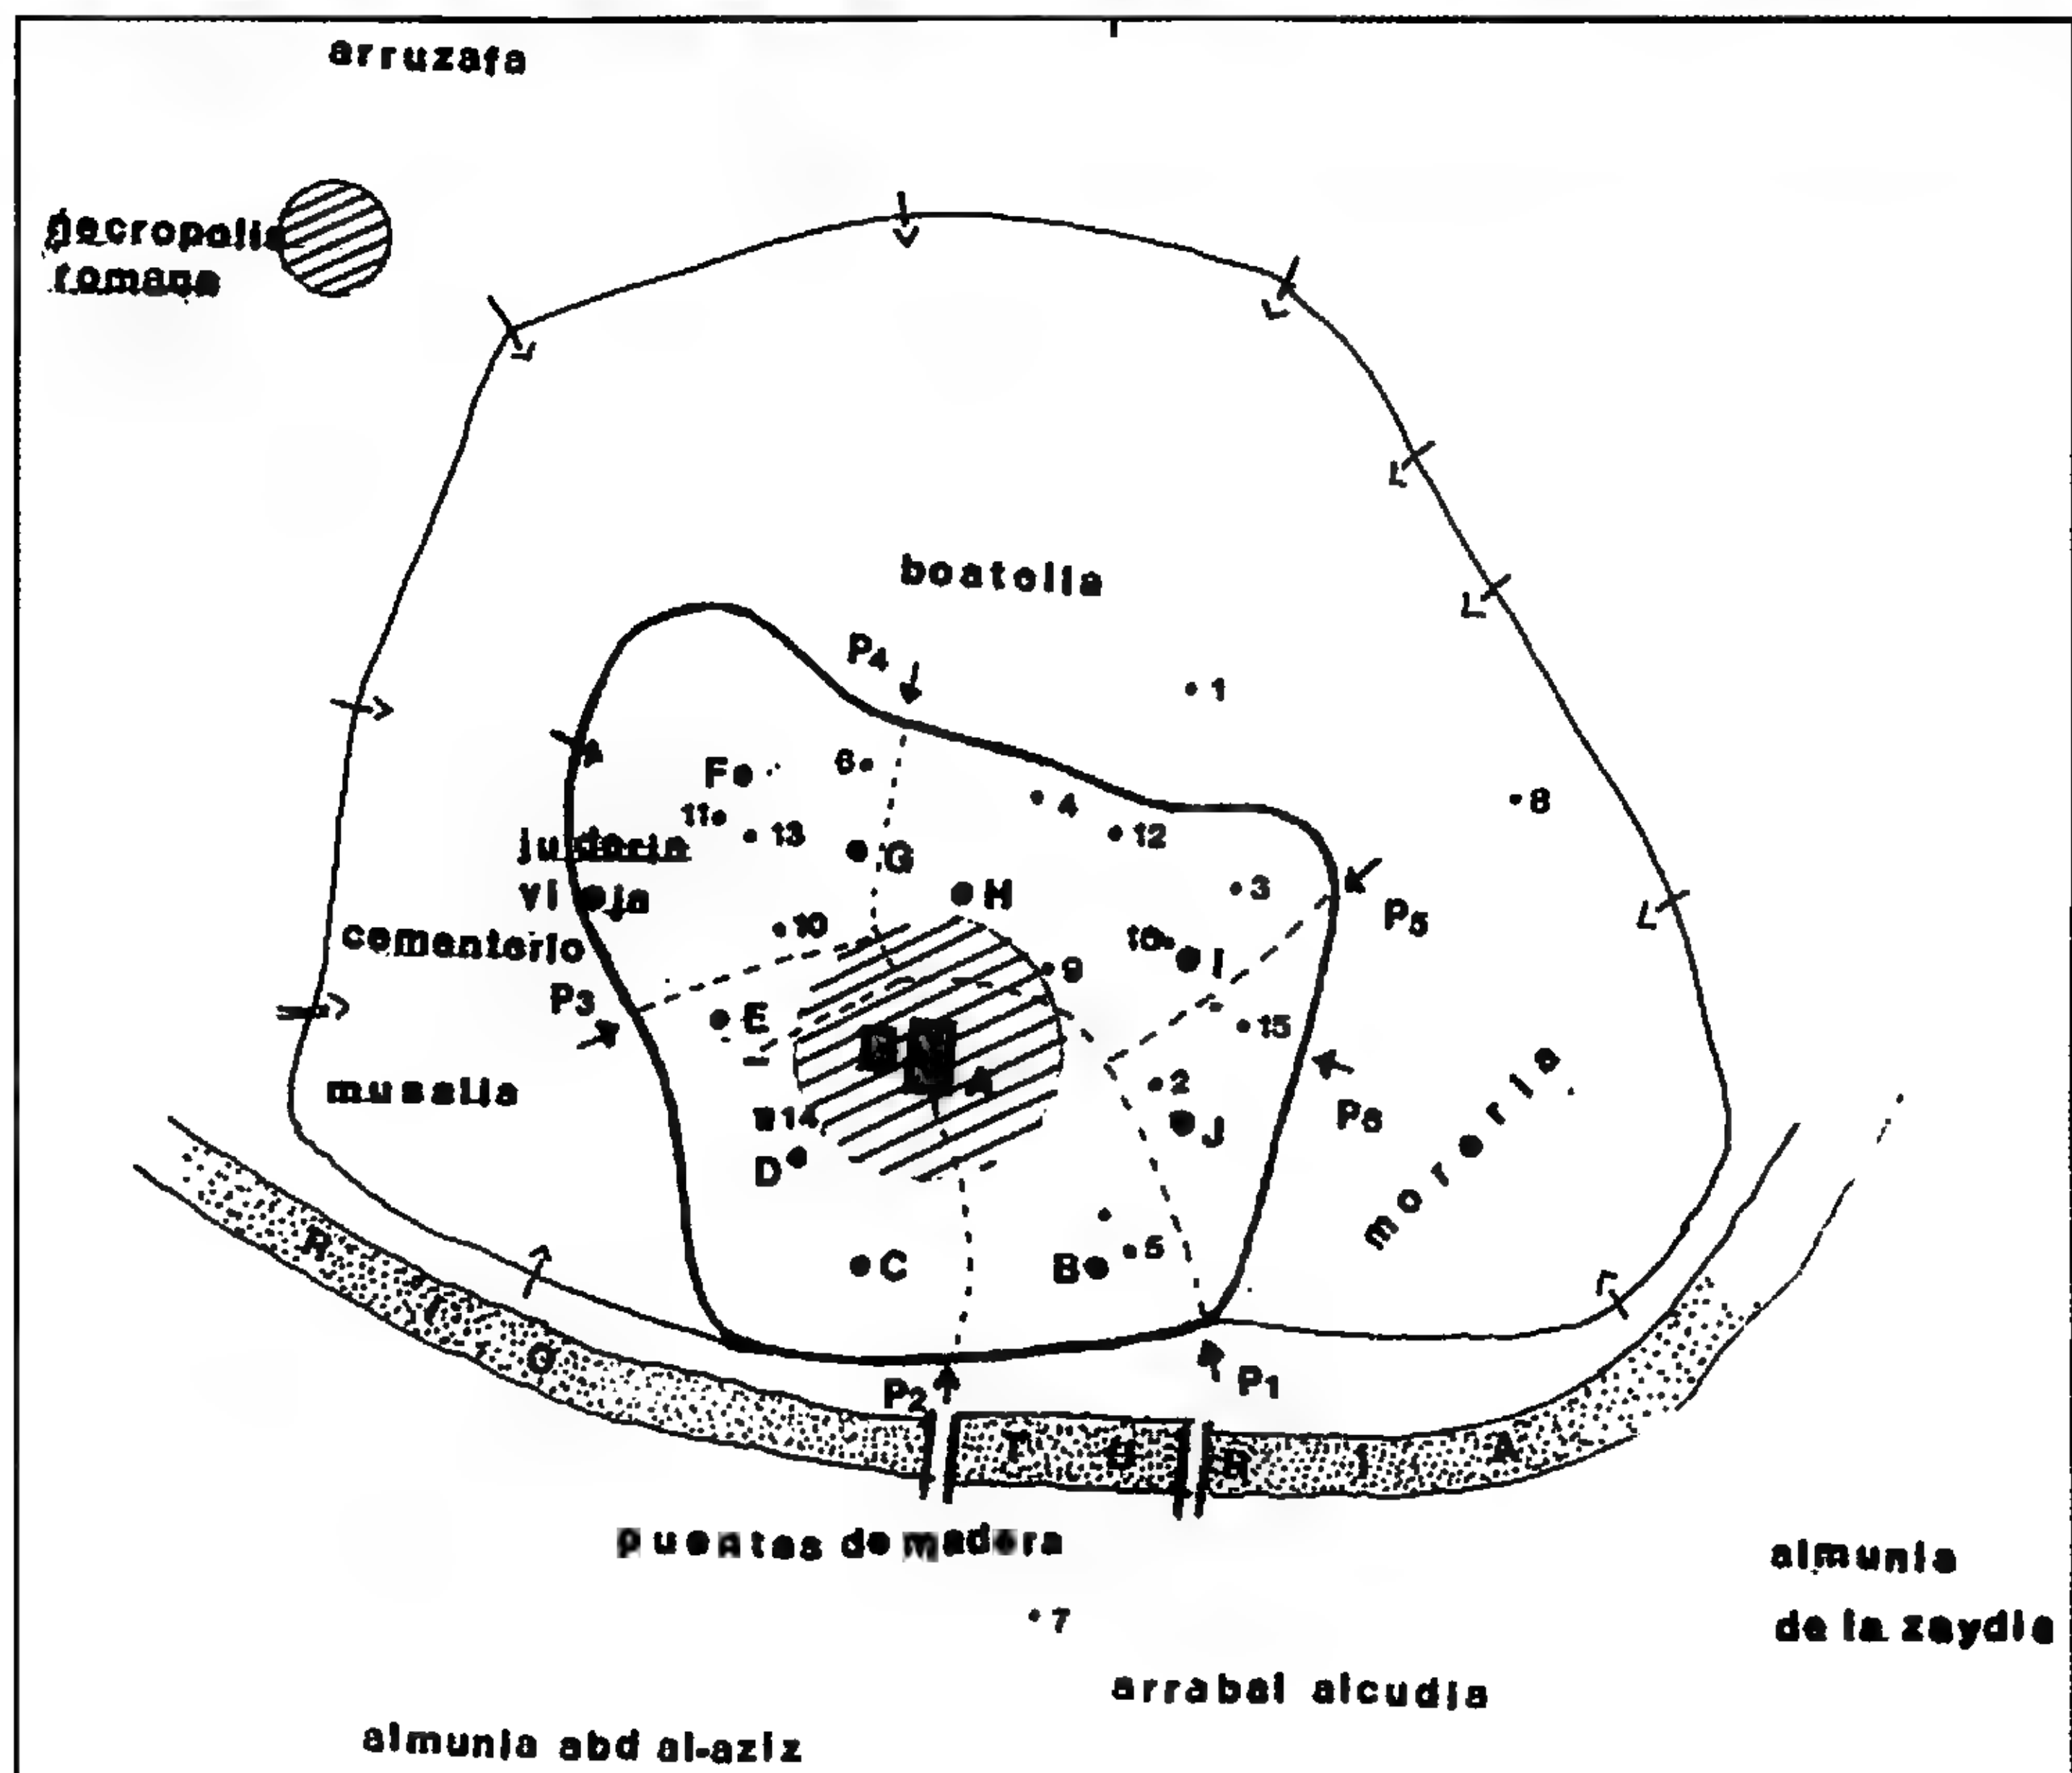 arruzafa
necropolis
romana
boatella
P4
1
F
6
4
8
11
13
12
juderia
G
vieja
H
3
10
P5
cementerio
I
9
P3
E
15
musalla
A
2
14
P6
J
D
moreria
C
B
5
RIO
P2
P1
TURIA
puentes de madera
almunia
7
de la zaydia
arrabal alcudia
almunia abd al-aziz